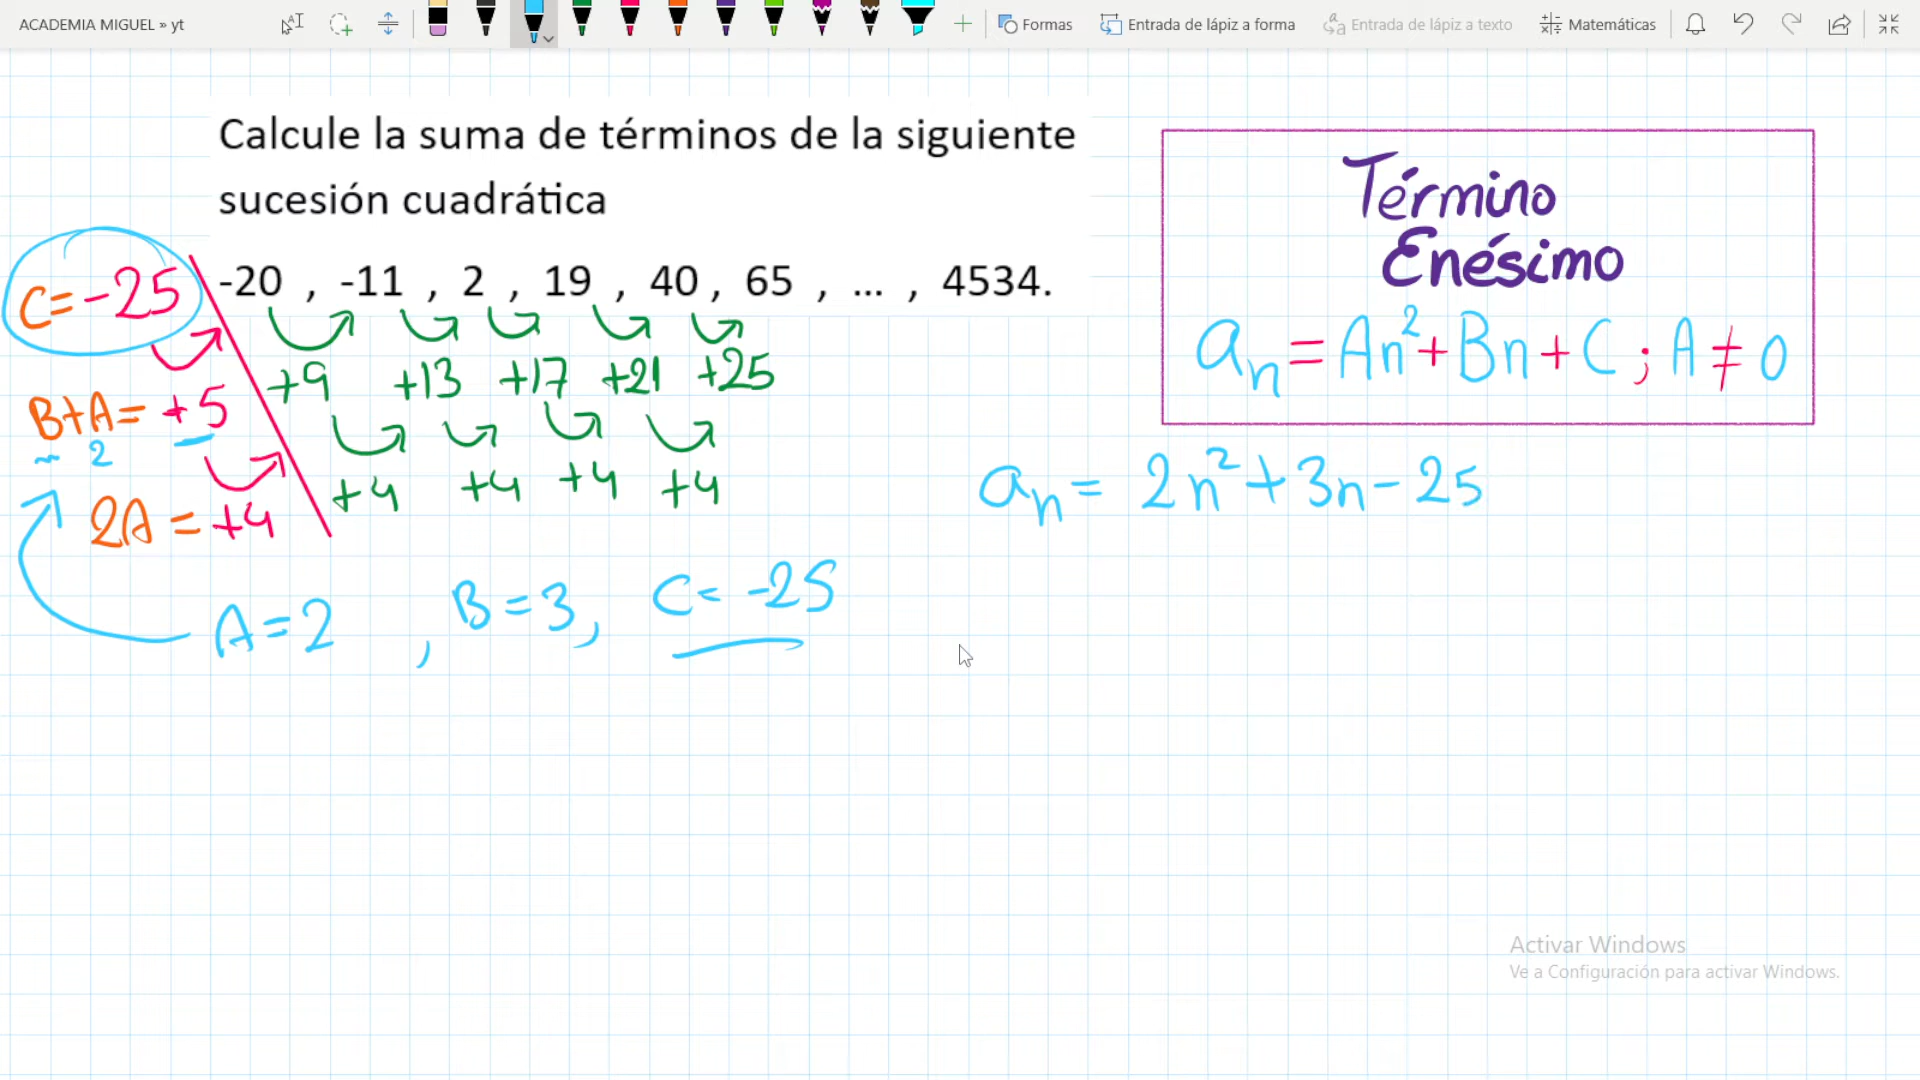 ACADEMIA MIGUEL » yt
Formas
Entrada de lápiz a forma
Entrada de lápiz a texto
Matemáticas
Calcule la suma de términos de la siguiente
sucesión cuadrática
-20 , -11 , 2 , 19 , 40 , 65 , ... , 4534.
C = -25
+9 +13 +17 +21 +25
B+A = +5
2
+4 +4 +4 +4
2A = +4
A = 2 , B = 3, C = -25
Término
Enésimo
aₙ = An² + Bn + C ; A ≠ 0
aₙ = 2n² + 3n - 25
Activar Windows
Ve a Configuración para activar Windows.